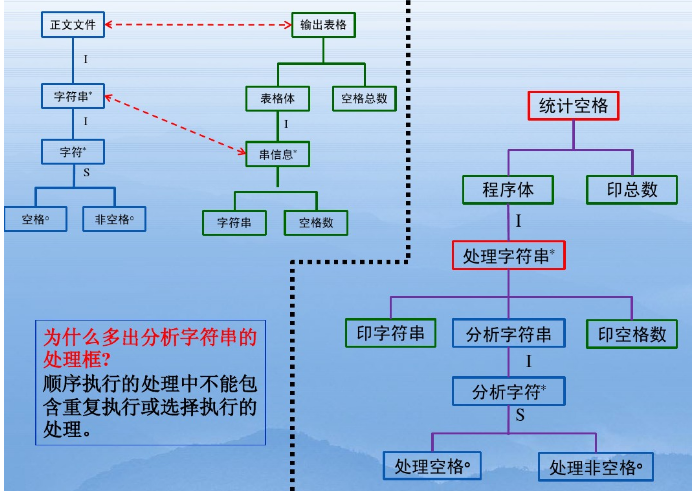 正文文件
输出表格
I
字符串*
表格体
空格总数
I
I
字符*
串信息*
S
空格○
非空格○
字符串
空格数
统计空格
程序体
印总数
I
处理字符串*
印字符串
分析字符串
印空格数
I
分析字符*
S
处理空格○
处理非空格○
为什么多出分析字符串的
处理框?
顺序执行的处理中不能包
含重复执行或选择执行的
处理。